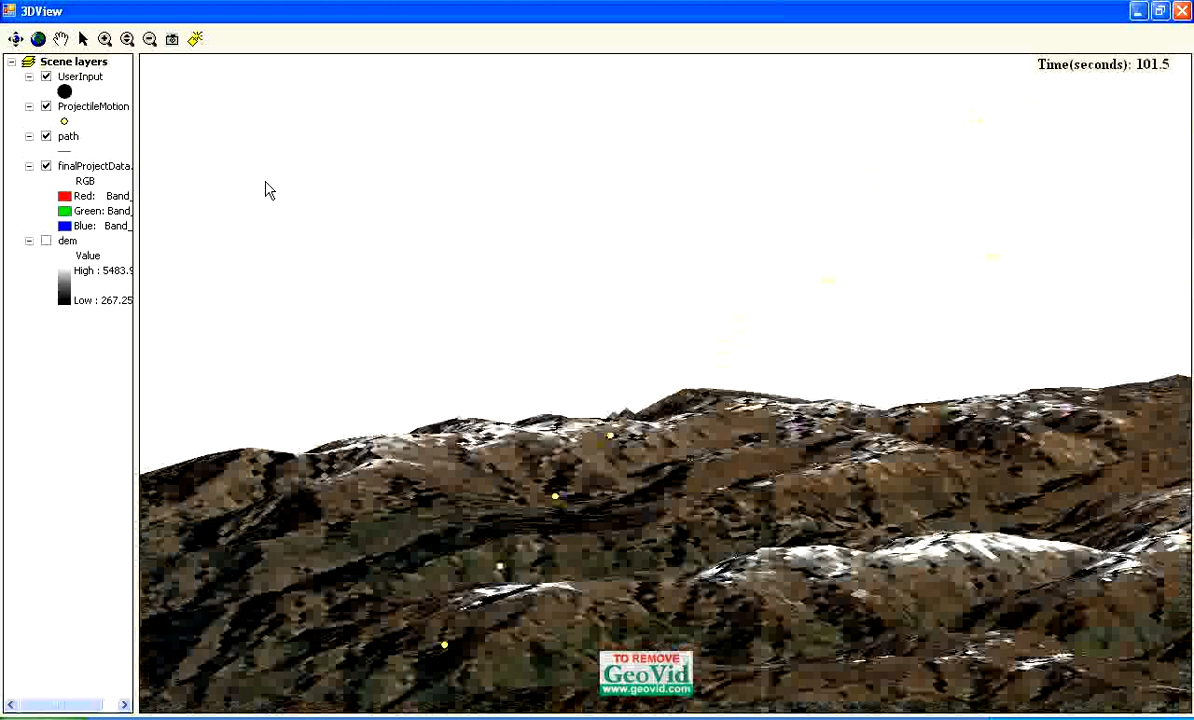 3DView
Time(seconds): 101.5
Scene layers
UserInput
ProjectileMotion
path
finalProjectData.
RGB
Red: Band_
Green: Band_
Blue: Band_
dem
Value
High : 5483.9
Low : 267.25
TO REMOVE
GeoVid
www.geovid.com